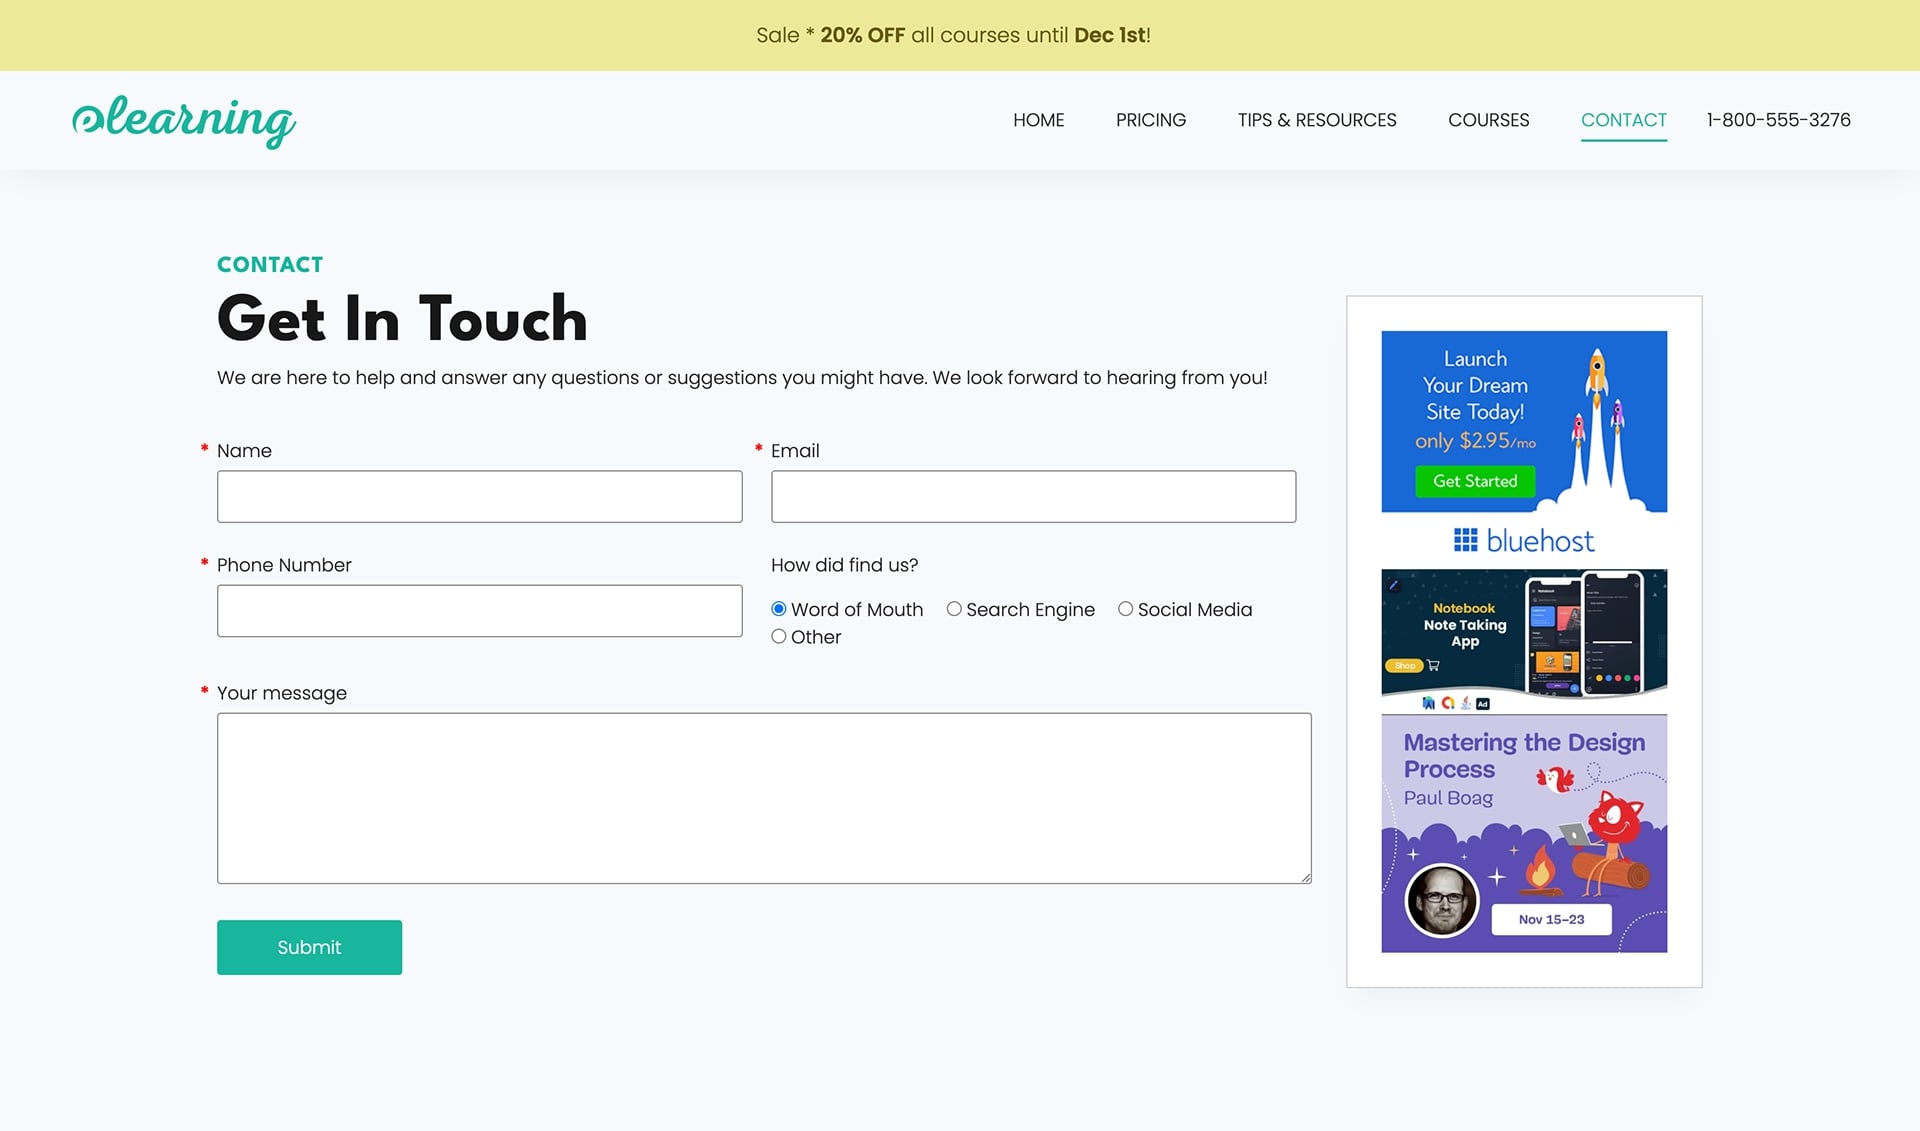 Sale * 20% OFF all courses until Dec 1st!
elearning
HOME PRICING TIPS & RESOURCES COURSES CONTACT 1-800-555-3276
CONTACT
Get In Touch
We are here to help and answer any questions or suggestions you might have. We look forward to hearing from you!
* Name
* Email
* Phone Number
How did find us?
Word of Mouth Search Engine Social Media
Other
* Your message
Submit
Launch
Your Dream
Site Today!
only $2.95/mo
Get Started
bluehost
Notebook
Note Taking
App
Shop
Notebook
Ad
Mastering the Design
Process
Paul Boag
Nov 15–23